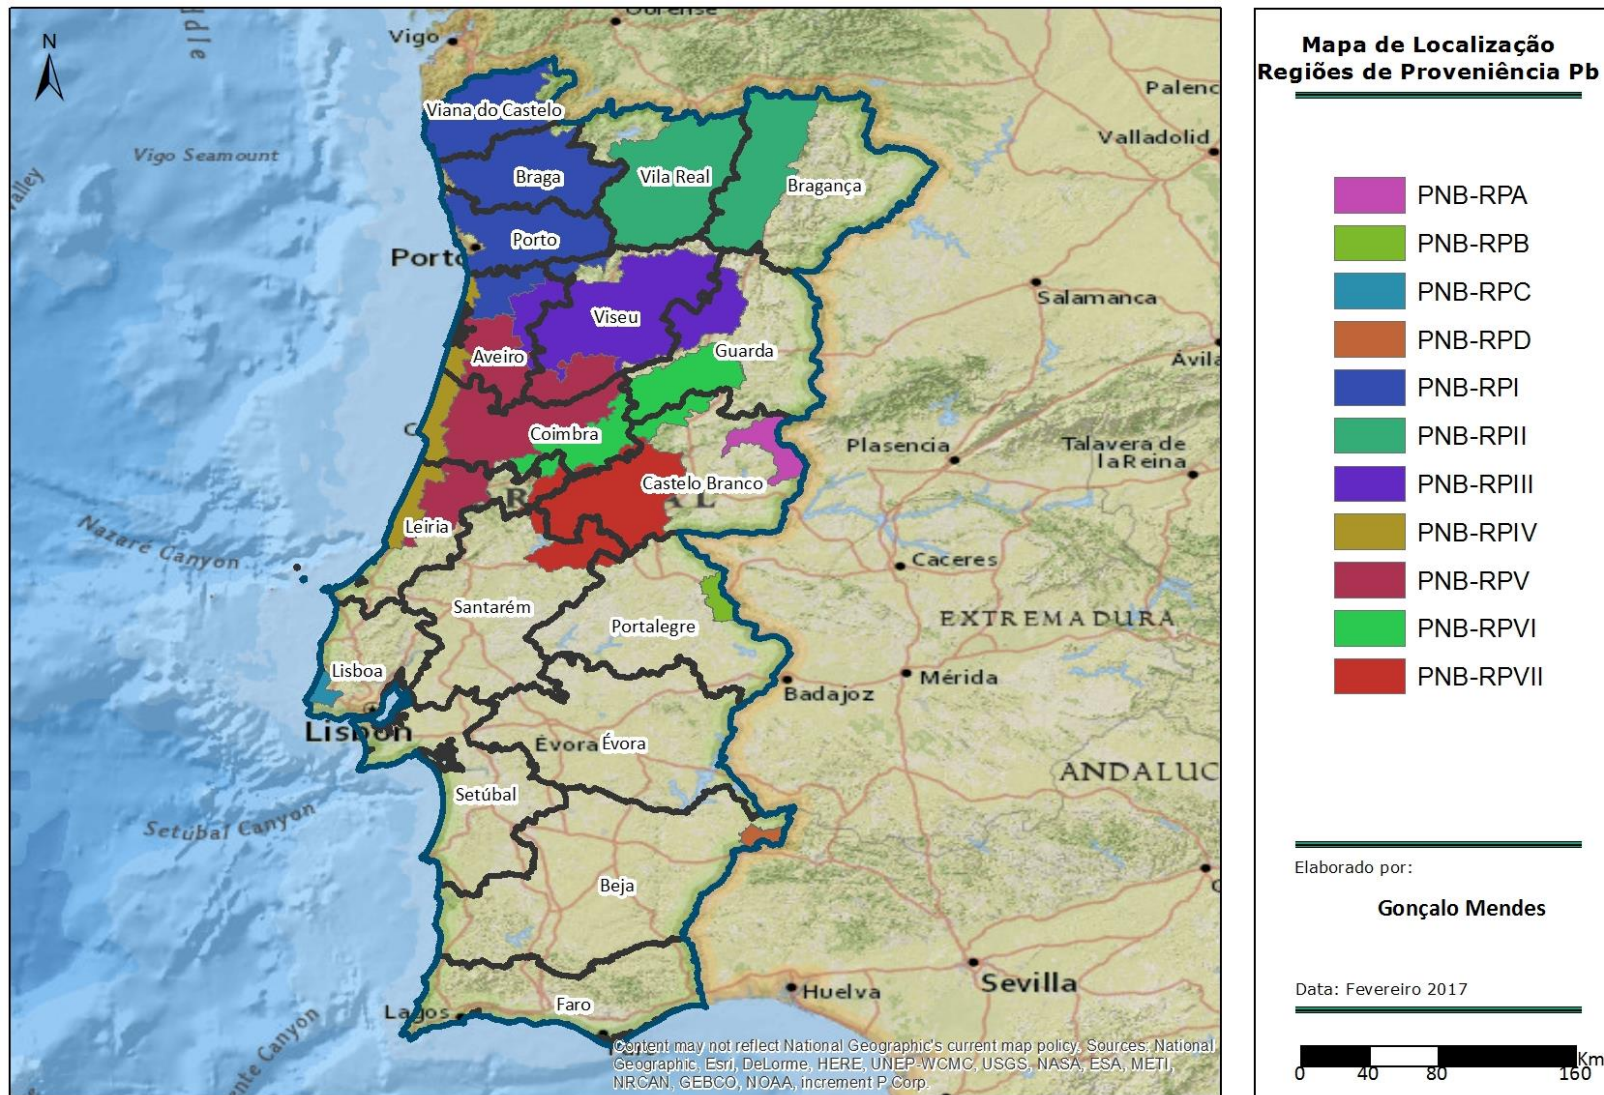 N
Vigo
Ourense
Palenc
Valladolid
Viana do Castelo
Vigo Seamount
Valley
Braga
Vila Real
Bragança
Porto
Porto
Salamanca
Viseu
Aveiro
Guarda
Ávila
Coimbra
Plasencia
Talavera de
la Reina
Castelo Branco
Leiria
Nazaré Canyon
Caceres
Santarém
Portalegre
EXTREMADURA
Lisboa
Mérida
Badajoz
Lisbon
Évora
Évora
ANDALUC
Setúbal
Setúbal Canyon
Beja
Sevilla
Huelva
Faro
Lagos
Content may not reflect National Geographic's current map policy. Sources: National
Geographic, Esri, DeLorme, HERE, UNEP-WCMC, USGS, NASA, ESA, METI,
NRCAN, GEBCO, NOAA, increment P Corp.
Mapa de Localização
Regiões de Proveniência Pb
PNB-RPA
PNB-RPB
PNB-RPC
PNB-RPD
PNB-RPI
PNB-RPII
PNB-RPIII
PNB-RPIV
PNB-RPV
PNB-RPVI
PNB-RPVII
Elaborado por:
Gonçalo Mendes
Data: Fevereiro 2017
Km
0 40 80 160